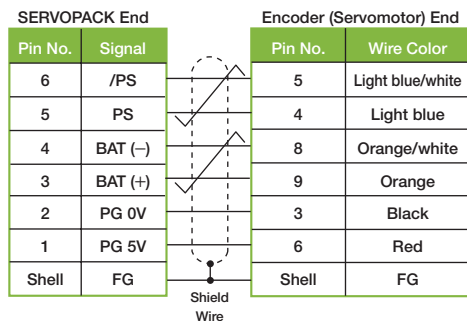 SERVOPACK End Encoder (Servomotor) End
Pin No. Signal Pin No. Wire Color
6 /PS 5 Light blue/white
5 PS 4 Light blue
4 BAT (−) 8 Orange/white
3 BAT (+) 9 Orange
2 PG 0V 3 Black
1 PG 5V 6 Red
Shell FG Shell FG
Shield
Wire